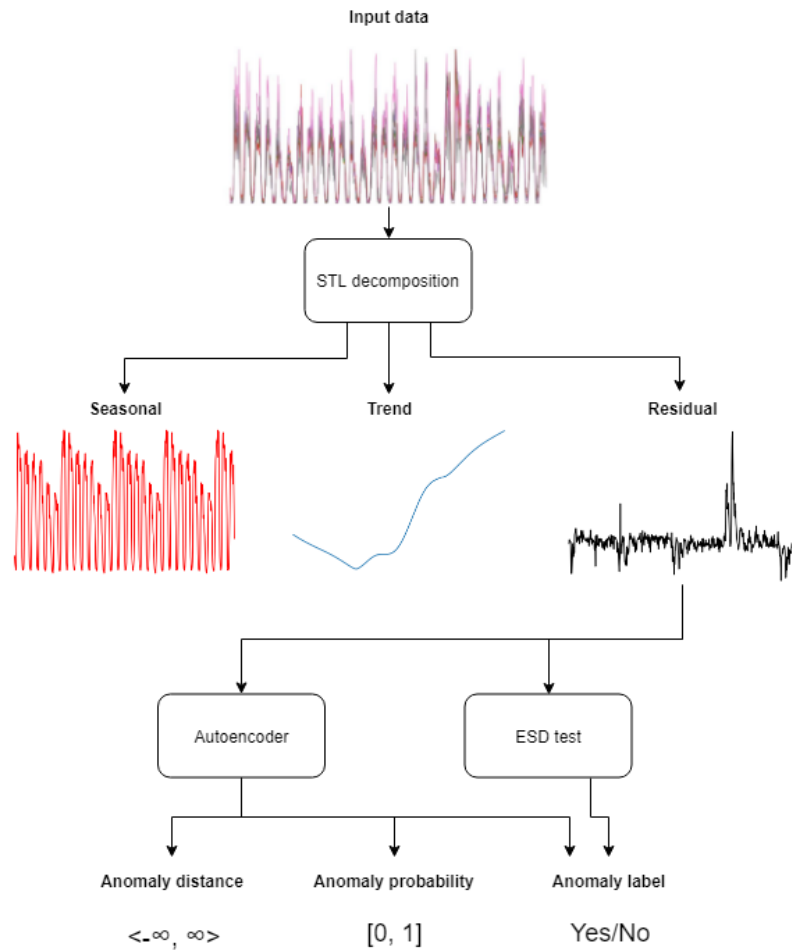 Input data
STL decomposition
Seasonal Trend Residual
Autoencoder ESD test
Anomaly distance Anomaly probability Anomaly label
<-∞, ∞> [0, 1] Yes/No